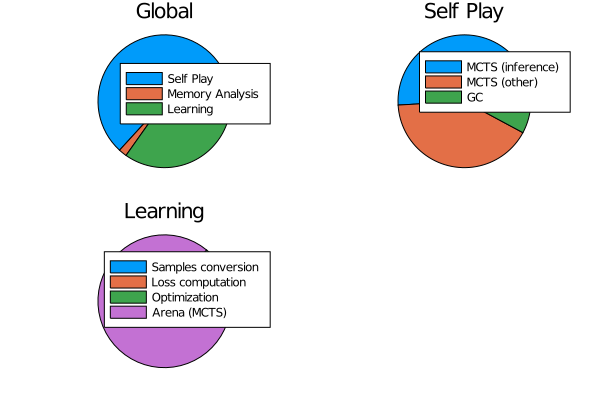 Global
Self Play
Memory Analysis
Learning
Self Play
MCTS (inference)
MCTS (other)
GC
Learning
Samples conversion
Loss computation
Optimization
Arena (MCTS)